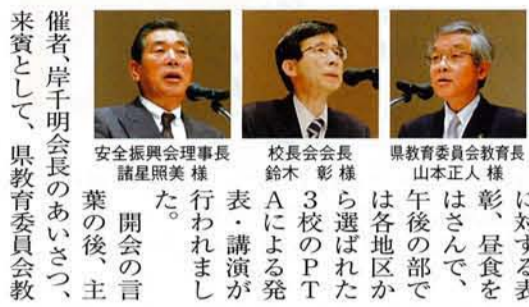 安全振興会理事長
諸星照美 様
校長会会長
鈴木　彰 様
県教育委員会教育長
山本正人 様
に対する表
彰、昼食を
はさんで、
午後の部で
は各地区か
ら選ばれた
3校のPT
Aによる発
表・講演が
行われまし
た。
開会の言
葉の後、主
催者、岸千明会長のあいさつ、
来賓として、県教育委員会教